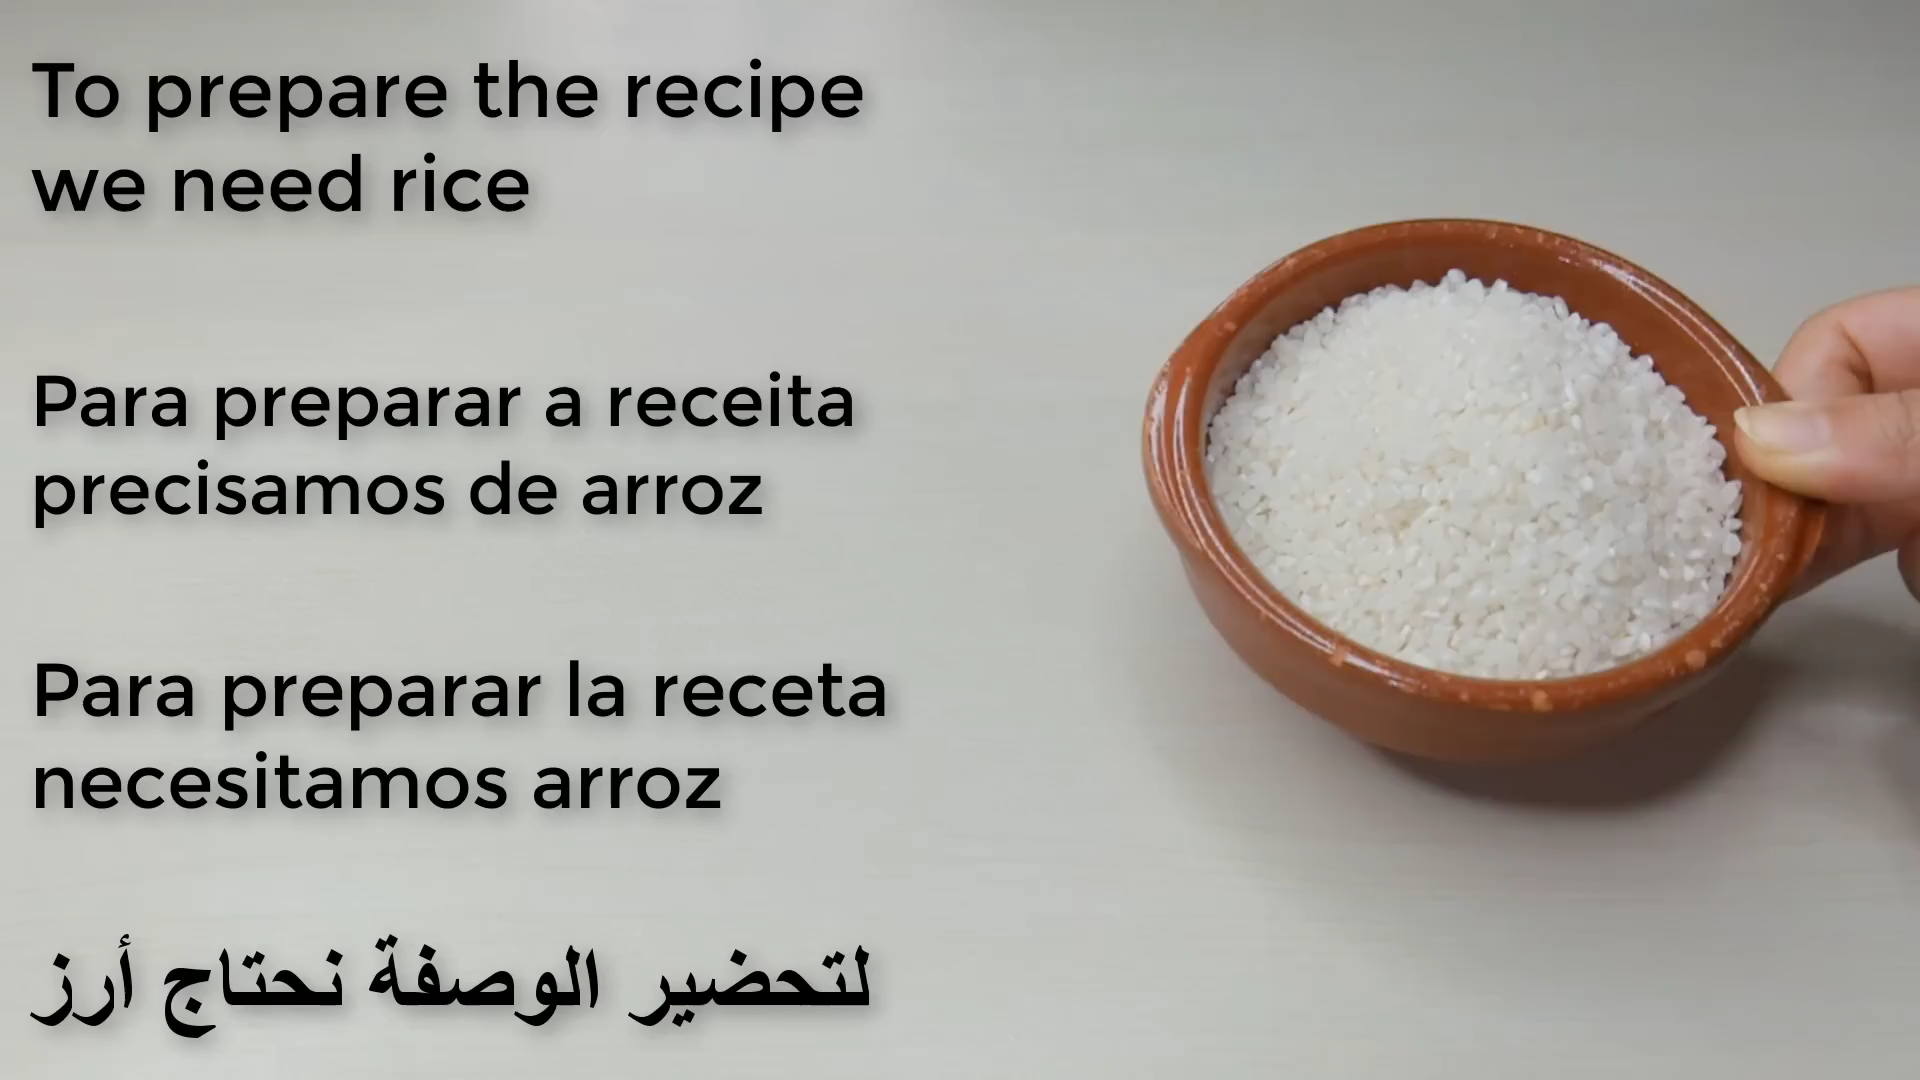 To prepare the recipe
we need rice
Para preparar a receita
precisamos de arroz
Para preparar la receta
necesitamos arroz
لتحضير الوصفة نحتاج أرز